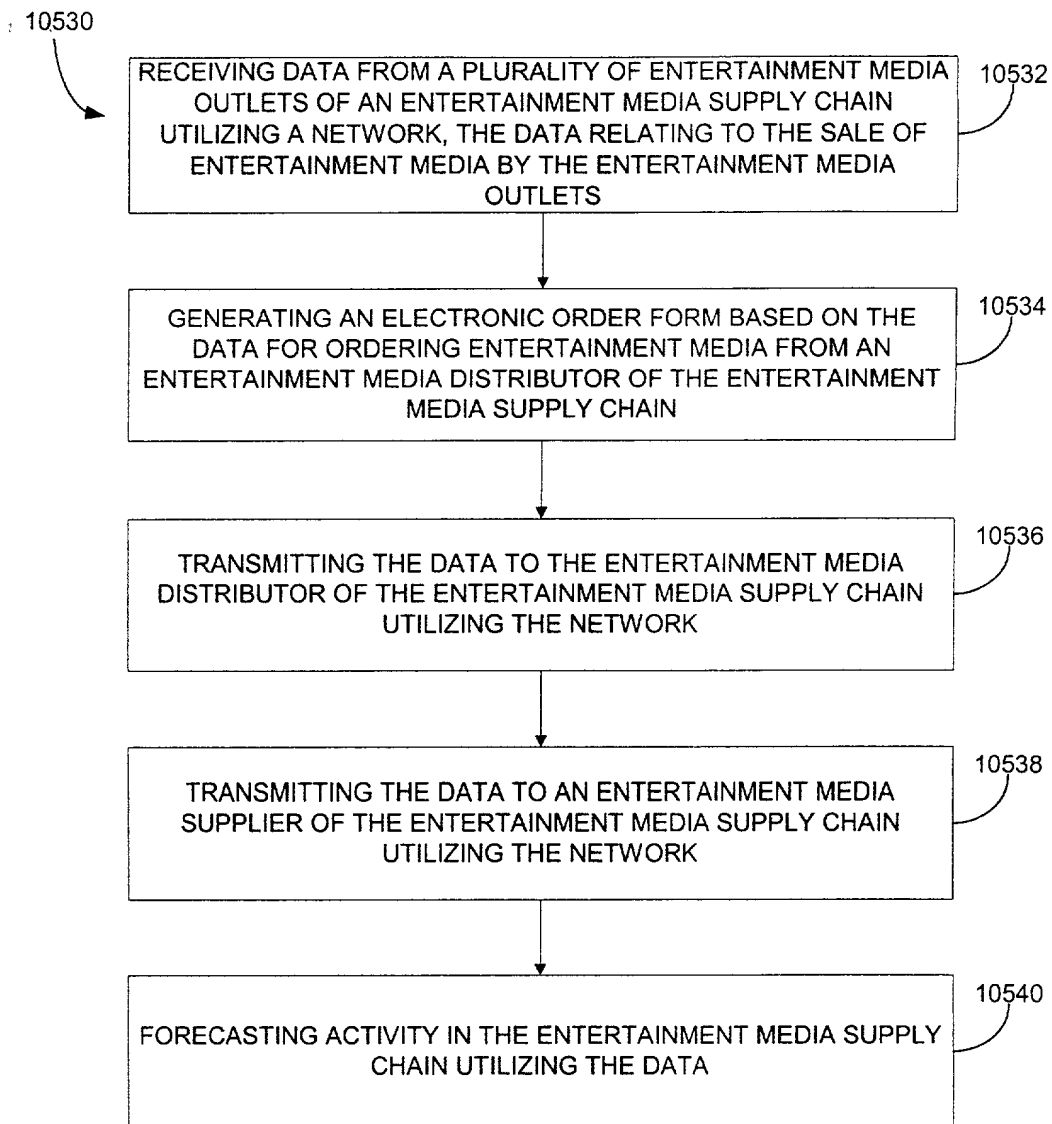 10530
RECEIVING DATA FROM A PLURALITY OF ENTERTAINMENT MEDIA
OUTLETS OF AN ENTERTAINMENT MEDIA SUPPLY CHAIN
UTILIZING A NETWORK, THE DATA RELATING TO THE SALE OF
ENTERTAINMENT MEDIA BY THE ENTERTAINMENT MEDIA
OUTLETS
10532
GENERATING AN ELECTRONIC ORDER FORM BASED ON THE
DATA FOR ORDERING ENTERTAINMENT MEDIA FROM AN
ENTERTAINMENT MEDIA DISTRIBUTOR OF THE ENTERTAINMENT
MEDIA SUPPLY CHAIN
10534
TRANSMITTING THE DATA TO THE ENTERTAINMENT MEDIA
DISTRIBUTOR OF THE ENTERTAINMENT MEDIA SUPPLY CHAIN
UTILIZING THE NETWORK
10536
TRANSMITTING THE DATA TO AN ENTERTAINMENT MEDIA
SUPPLIER OF THE ENTERTAINMENT MEDIA SUPPLY CHAIN
UTILIZING THE NETWORK
10538
FORECASTING ACTIVITY IN THE ENTERTAINMENT MEDIA SUPPLY
CHAIN UTILIZING THE DATA
10540